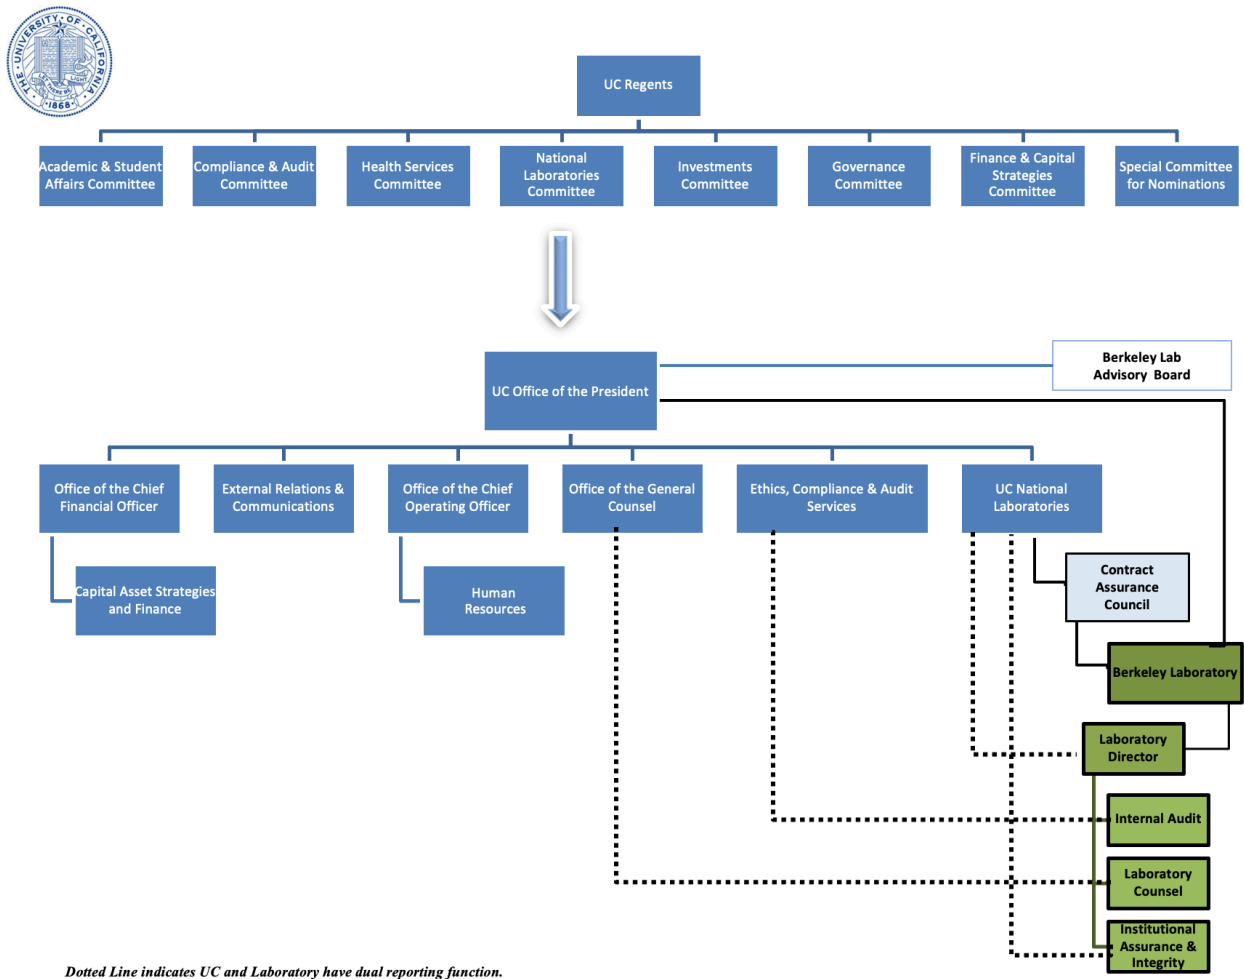 THE UNIVERSITY OF CALIFORNIA
LET THERE BE LIGHT
·1868·
UC Regents
Academic & Student
Affairs Committee
Compliance & Audit
Committee
Health Services
Committee
National
Laboratories
Committee
Investments
Committee
Governance
Committee
Finance & Capital
Strategies
Committee
Special Committee
for Nominations
UC Office of the President
Berkeley Lab
Advisory Board
Office of the Chief
Financial Officer
External Relations &
Communications
Office of the Chief
Operating Officer
Office of the General
Counsel
Ethics, Compliance & Audit
Services
UC National
Laboratories
Capital Asset Strategies
and Finance
Human
Resources
Contract
Assurance
Council
Berkeley Laboratory
Laboratory
Director
Internal Audit
Laboratory
Counsel
Institutional
Assurance &
Integrity
Dotted Line indicates UC and Laboratory have dual reporting function.